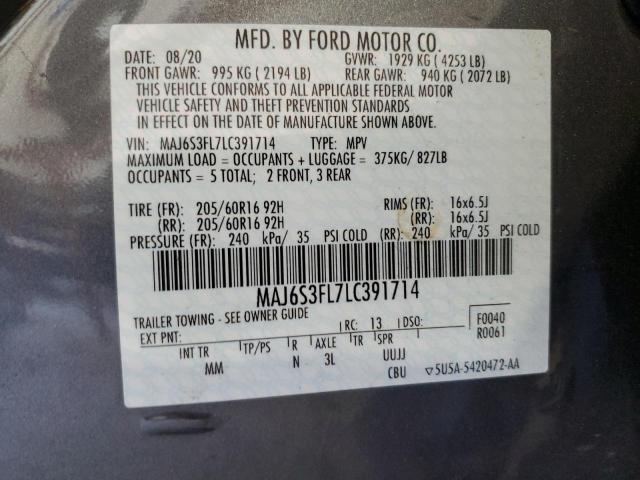 MFD. BY FORD MOTOR CO.
DATE: 08/20 GVWR: 1929 KG ( 4253 LB)
FRONT GAWR: 995 KG ( 2194 LB) REAR GAWR: 940 KG ( 2072 LB)
THIS VEHICLE CONFORMS TO ALL APPLICABLE FEDERAL MOTOR
VEHICLE SAFETY AND THEFT PREVENTION STANDARDS
IN EFFECT ON THE DATE OF MANUFACTURE SHOWN ABOVE.
VIN: MAJ6S3FL7LC391714 TYPE: MPV
MAXIMUM LOAD = OCCUPANTS + LUGGAGE = 375KG/ 827LB
OCCUPANTS = 5 TOTAL; 2 FRONT, 3 REAR
TIRE (FR): 205/60R16 92H RIMS (FR): 16x6.5J
(RR): 205/60R16 92H (RR): 16x6.5J
PRESSURE (FR): 240 kPa/ 35 PSI COLD (RR): 240 kPa/ 35 PSI COLD
MAJ6S3FL7LC391714
TRAILER TOWING - SEE OWNER GUIDE
EXT PNT: RC: 13 DSO: F0040
R0061
INT TR TP/PS R AXLE TR SPR
MM N 3L UUJJ
CBU ▽5U5A-5420472-AA